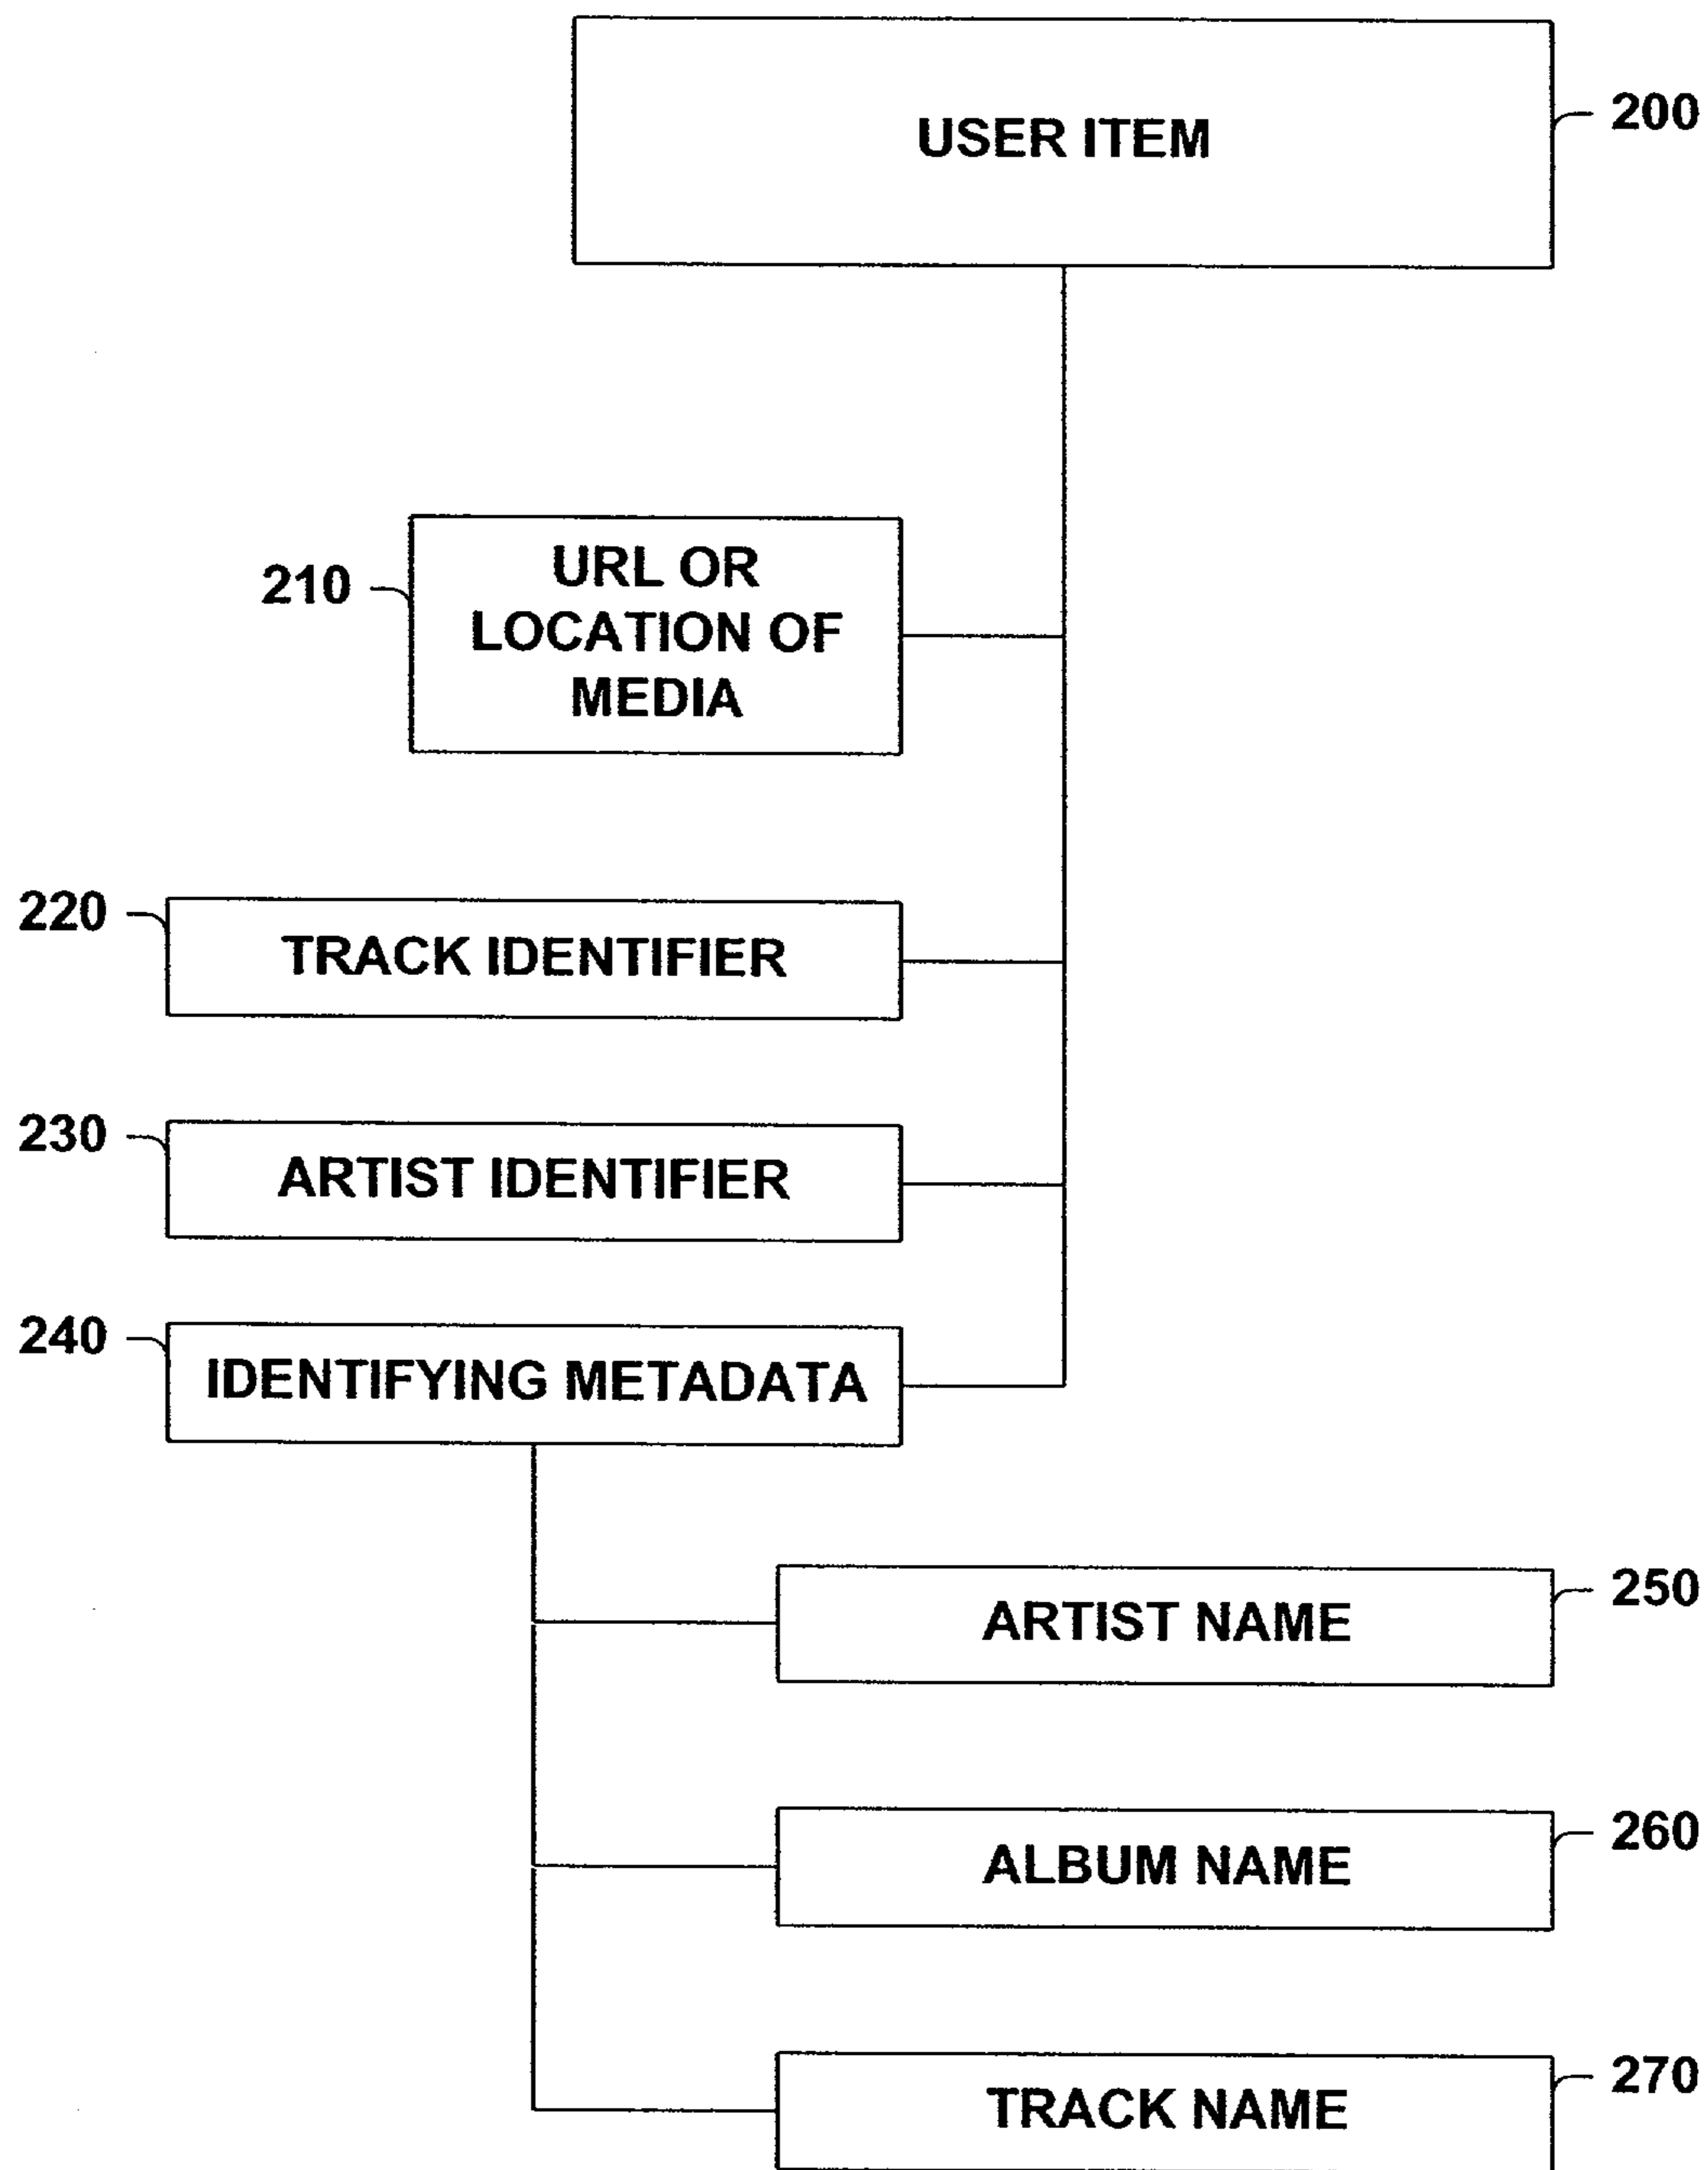 USER ITEM
200
210
URL OR
LOCATION OF
MEDIA
220
TRACK IDENTIFIER
230
ARTIST IDENTIFIER
240
IDENTIFYING METADATA
250
ARTIST NAME
260
ALBUM NAME
270
TRACK NAME